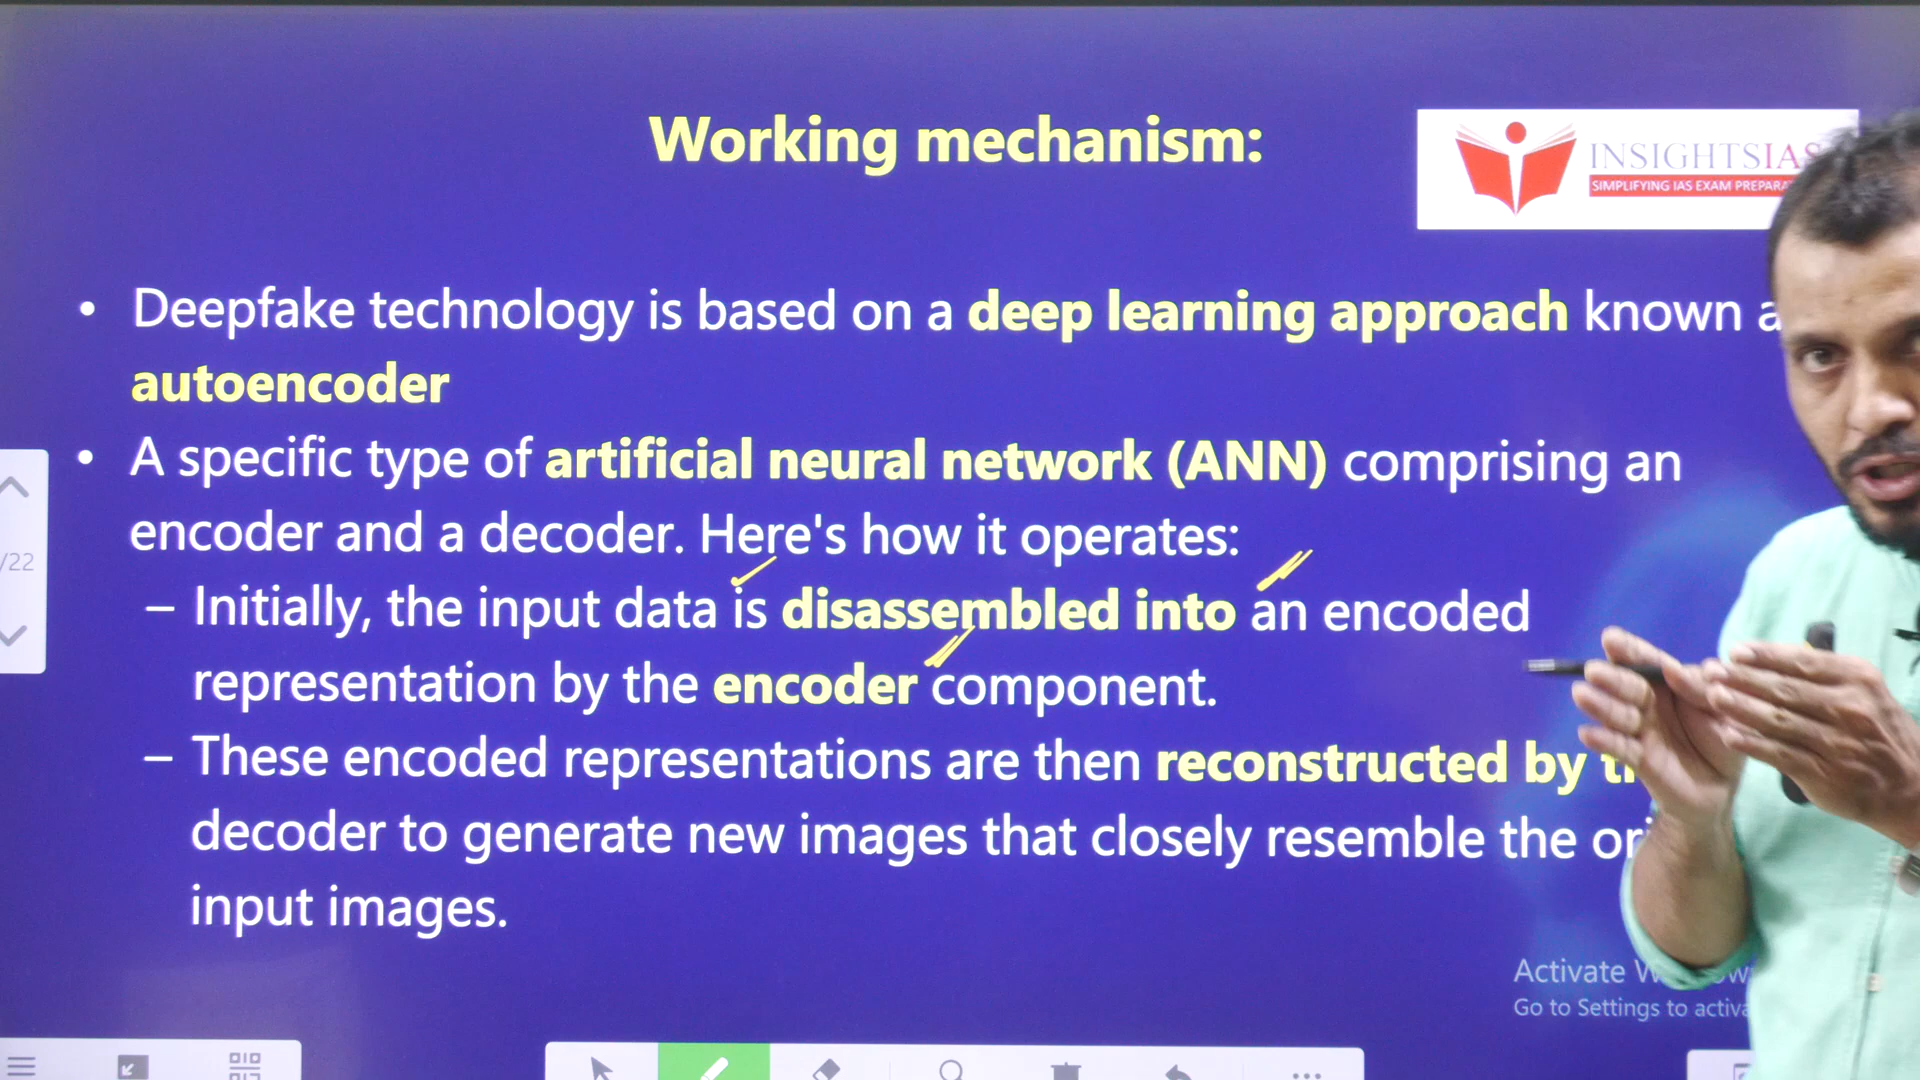 Working mechanism:
INSIGHTSIAS
SIMPLIFYING IAS EXAM
• Deepfake technology is based on a deep learning approach known
autoencoder
• A specific type of artificial neural network (ANN) comprising an
encoder and a decoder. Here's how it operates:
– Initially, the input data is disassembled into an encoded
representation by the encoder component.
– These encoded representations are then reconstructed by
decoder to generate new images that closely resemble the
input images.
/22
Activate
Go to Settings to